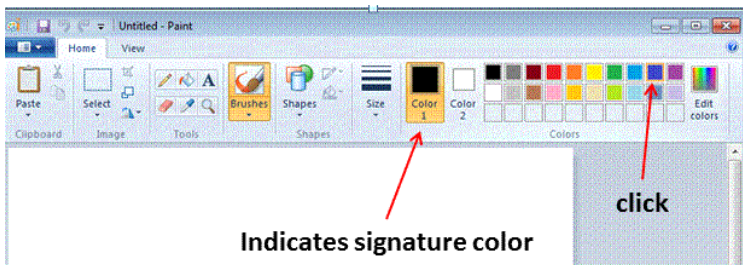 Untitled - Paint
Home View
Paste Select Brushes Shapes Size Color 1 Color 2 Edit colors
Clipboard Image Tools Shapes Colors
A
click
Indicates signature color